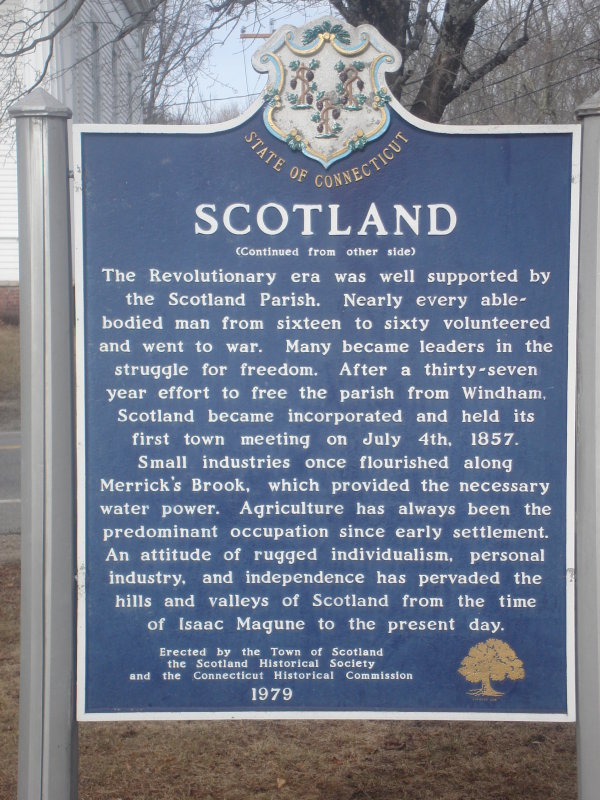 STATE OF CONNECTICUT
SCOTLAND
(Continued from other side)
The Revolutionary era was well supported by
the Scotland Parish. Nearly every able-
bodied man from sixteen to sixty volunteered
and went to war. Many became leaders in the
struggle for freedom. After a thirty-seven
year effort to free the parish from Windham,
Scotland became incorporated and held its
first town meeting on July 4th, 1857.
Small industries once flourished along
Merrick's Brook, which provided the necessary
water power. Agriculture has always been the
predominant occupation since early settlement.
An attitude of rugged individualism, personal
industry, and independence has pervaded the
hills and valleys of Scotland from the time
of Isaac Magune to the present day.
Erected by the Town of Scotland
the Scotland Historical Society
and the Connecticut Historical Commission
1979